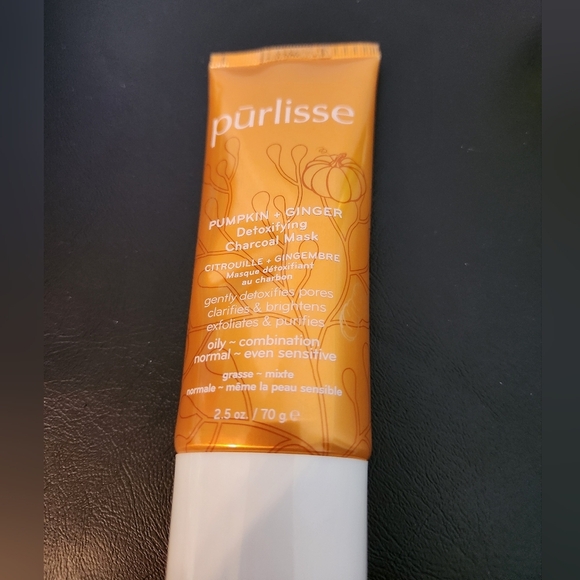 pūrlisse
PUMPKIN + GINGER
Detoxifying
Charcoal Mask
CITROUILLE + GINGEMBRE
Masque détoxifiant
au charbon
gently detoxifies pores
clarifies & brightens
exfoliates & purifies
oily ~ combination
normal ~ even sensitive
grasse ~ mixte
normale ~ même la peau sensible
2.5 oz. / 70 g ℮